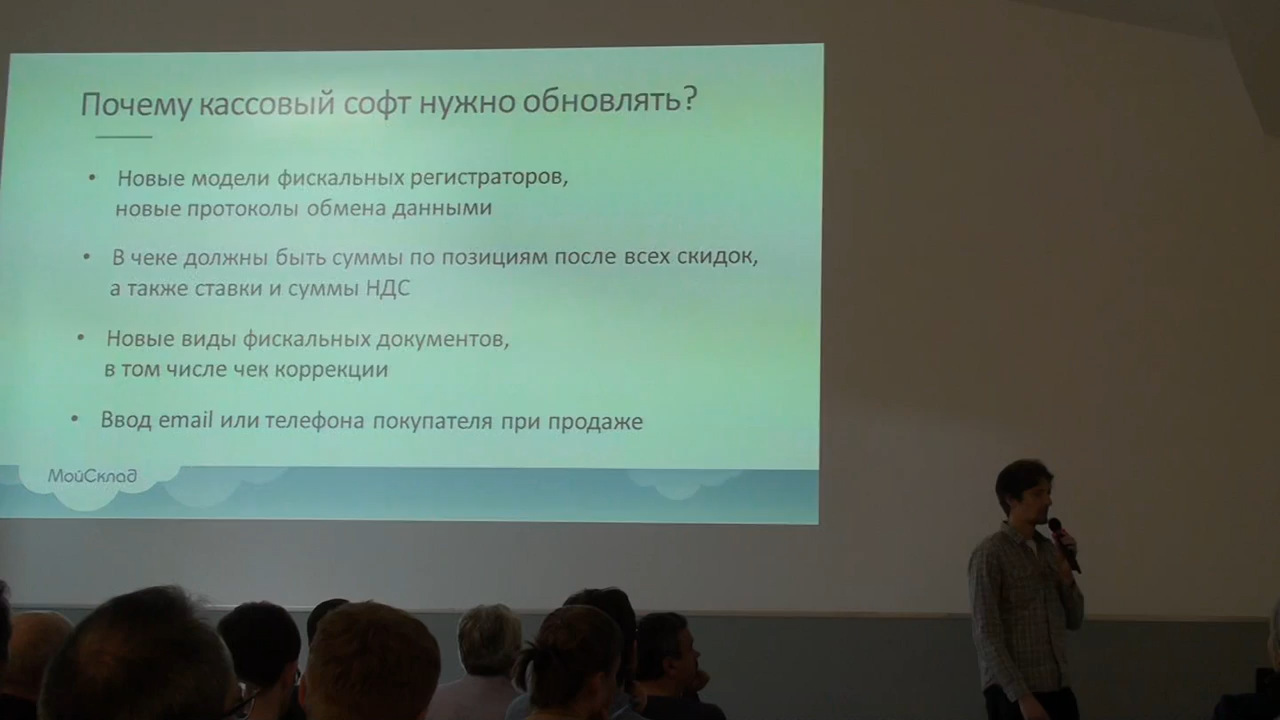 Почему кассовый софт нужно обновлять?
• Новые модели фискальных регистраторов,
новые протоколы обмена данными
• В чеке должны быть суммы по позициям после всех скидок,
а также ставки и суммы НДС
• Новые виды фискальных документов,
в том числе чек коррекции
• Ввод email или телефона покупателя при продаже
МойСклад